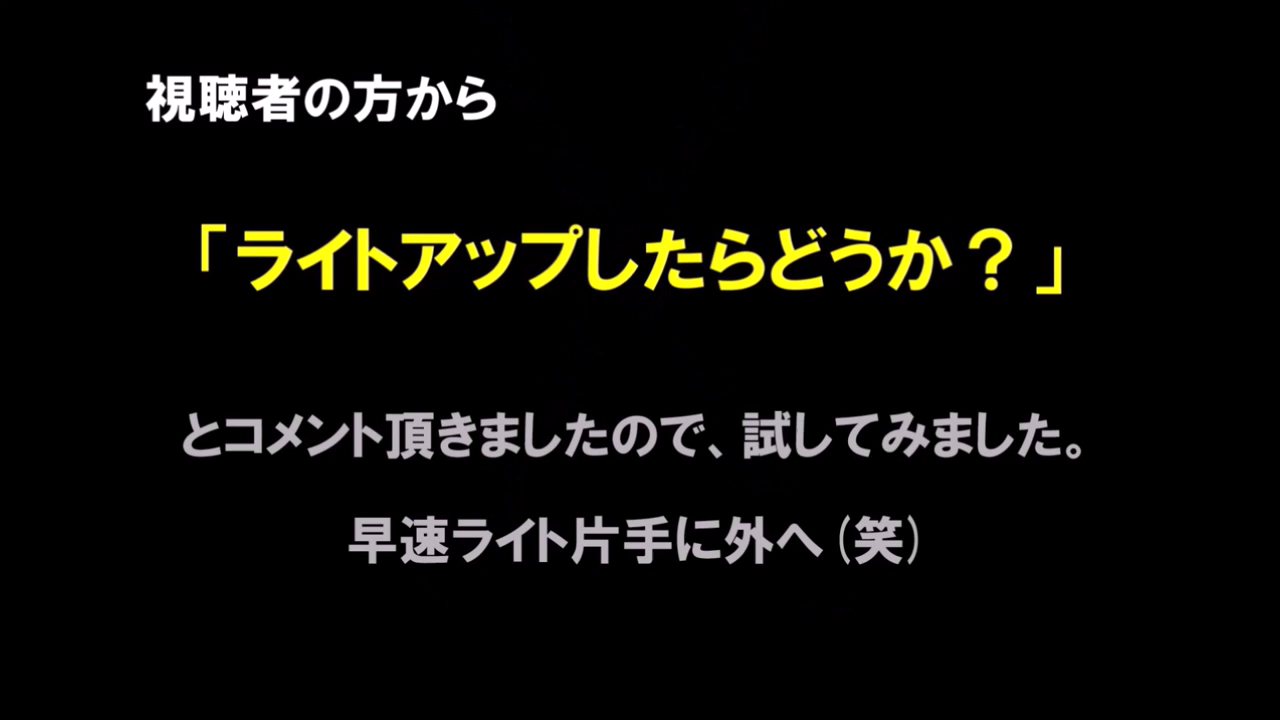 視聴者の方から
「ライトアップしたらどうか？」
とコメント頂きましたので、試してみました。
早速ライト片手に外へ(笑)